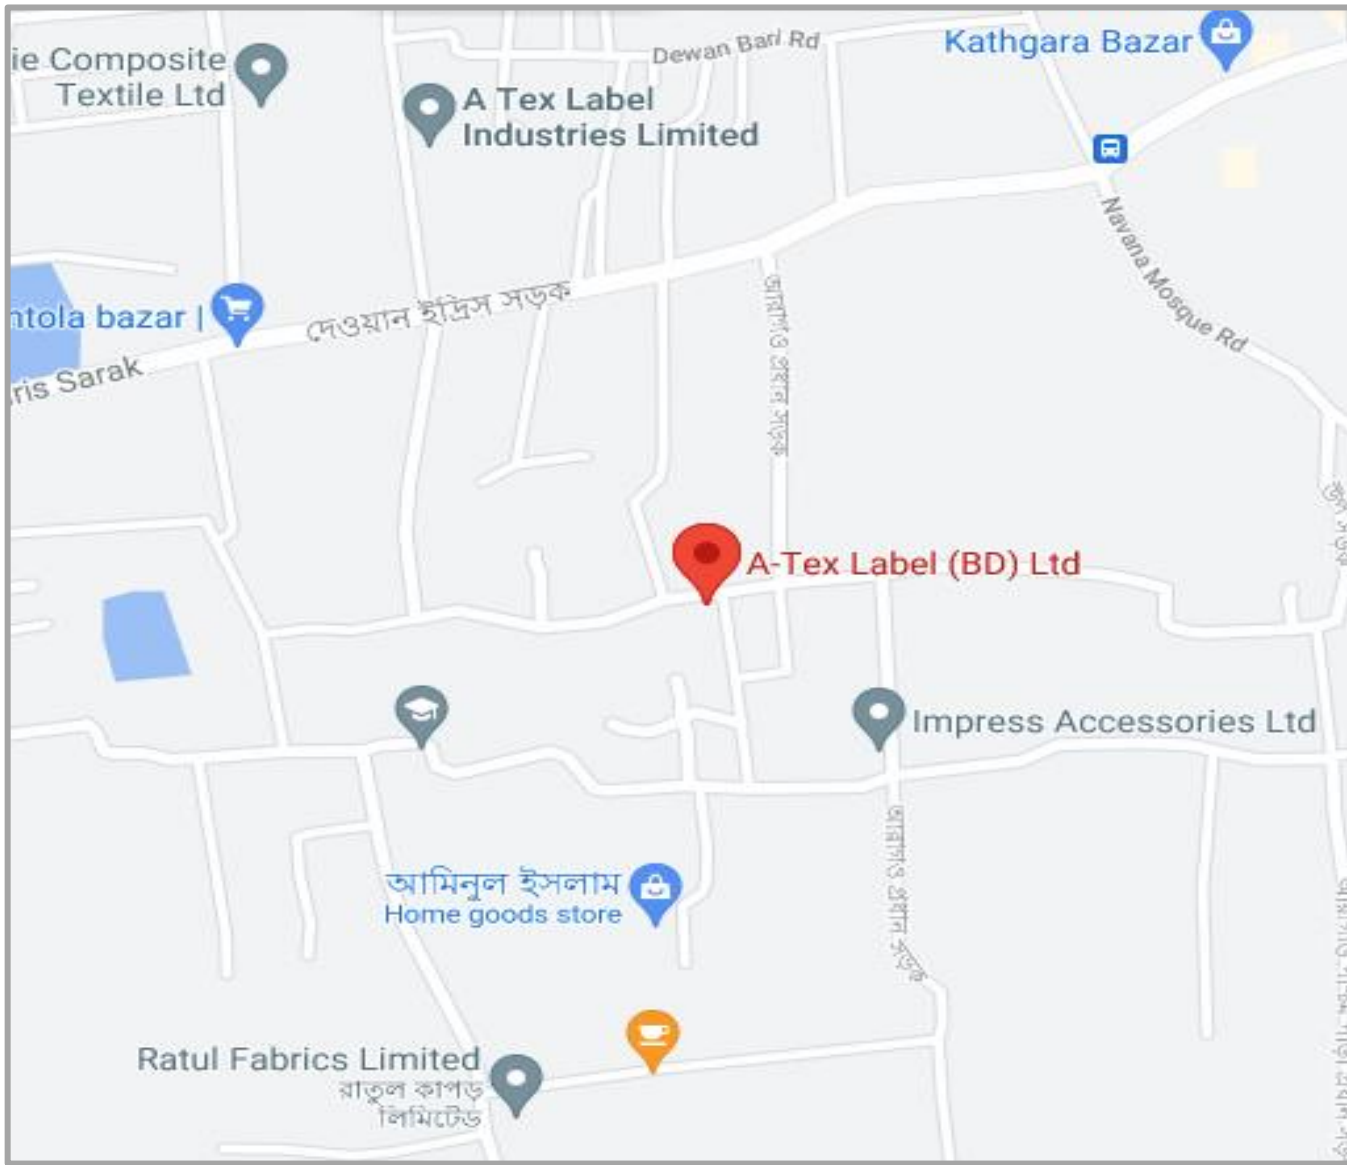 Dewan Bari Rd
Kathgara Bazar
ie Composite
Textile Ltd
A Tex Label
Industries Limited
Navana Mosque Rd
ntola bazar |
দেওয়ান ইদ্রিস সড়ক
ris Sarak
A-Tex Label (BD) Ltd
Impress Accessories Ltd
আমিনুল ইসলাম
Home goods store
Ratul Fabrics Limited
রাতুল কাপড়
লিমিটেড